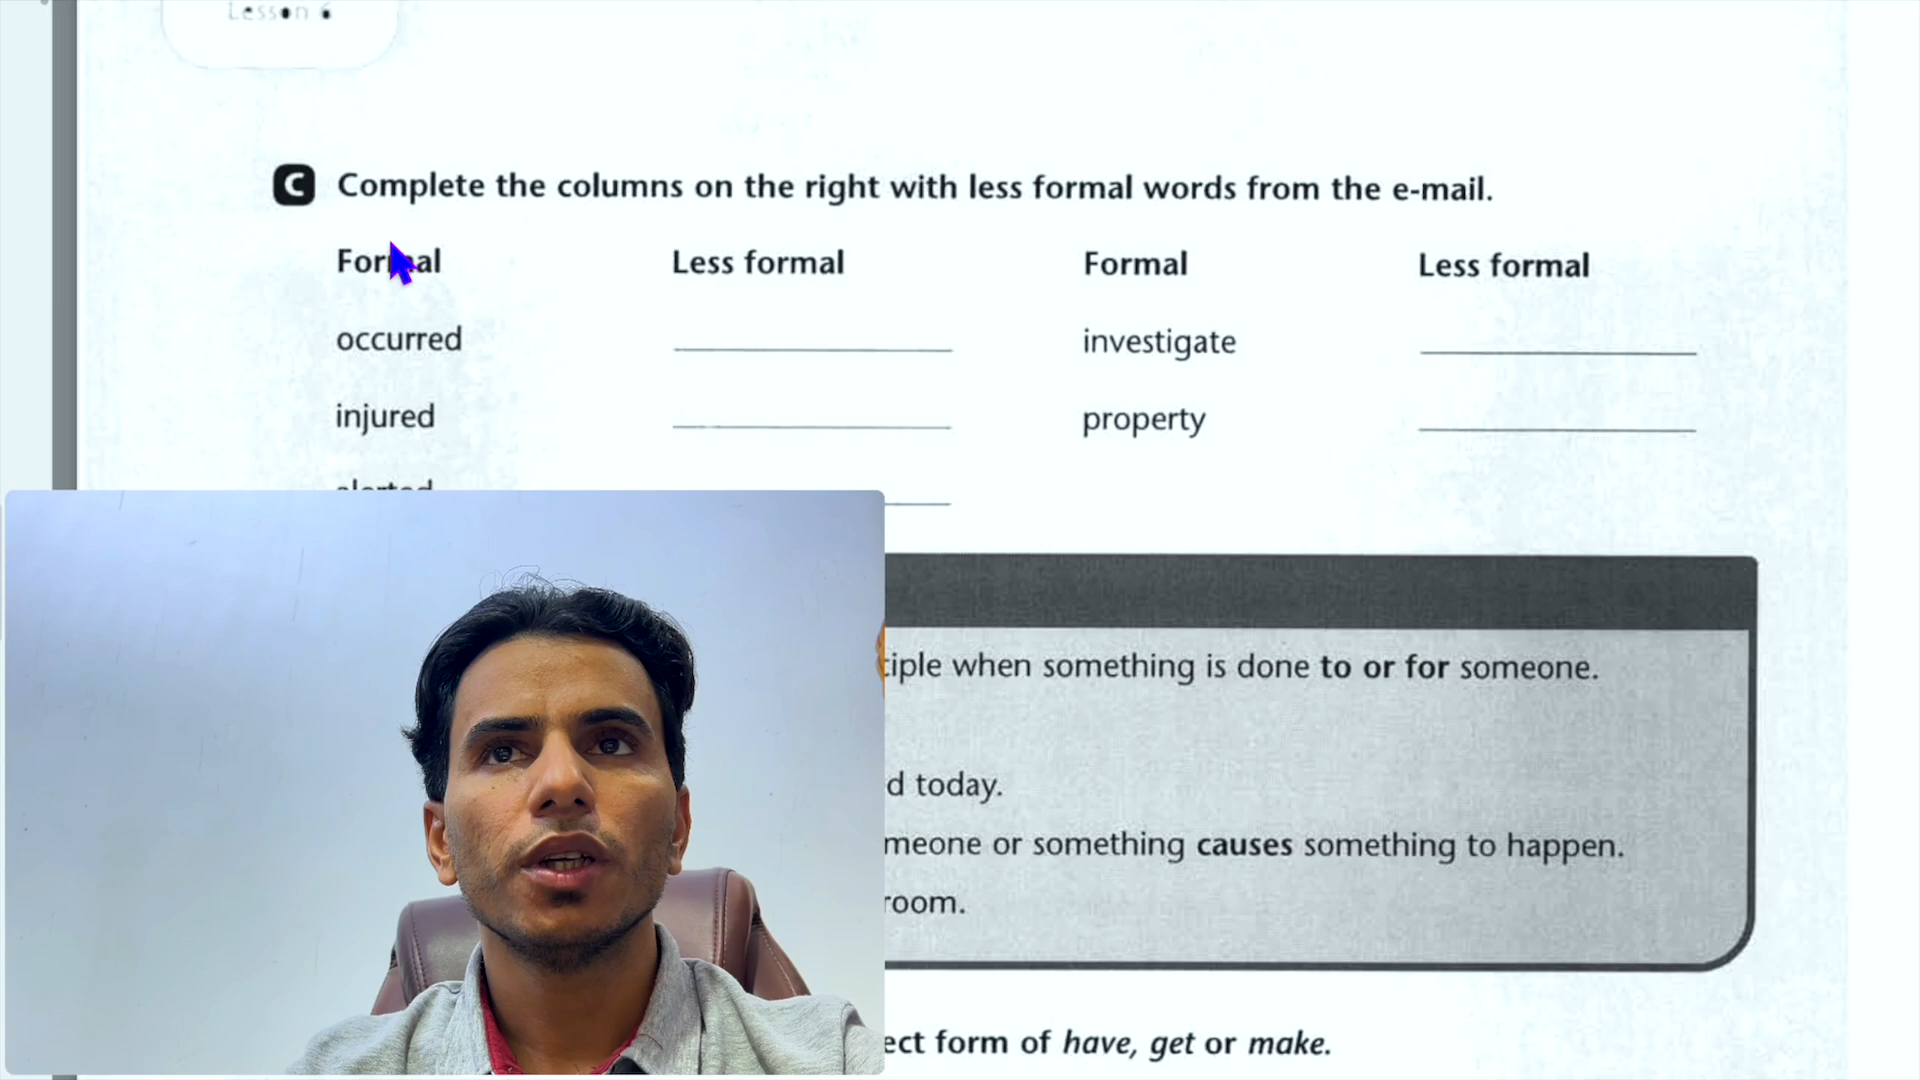 Lesson 6
C Complete the columns on the right with less formal words from the e-mail.
Formal Less formal Formal Less formal
occurred investigate
injured property
alerted
ciple when something is done to or for someone.
d today.
meone or something causes something to happen.
room.
ect form of have, get or make.